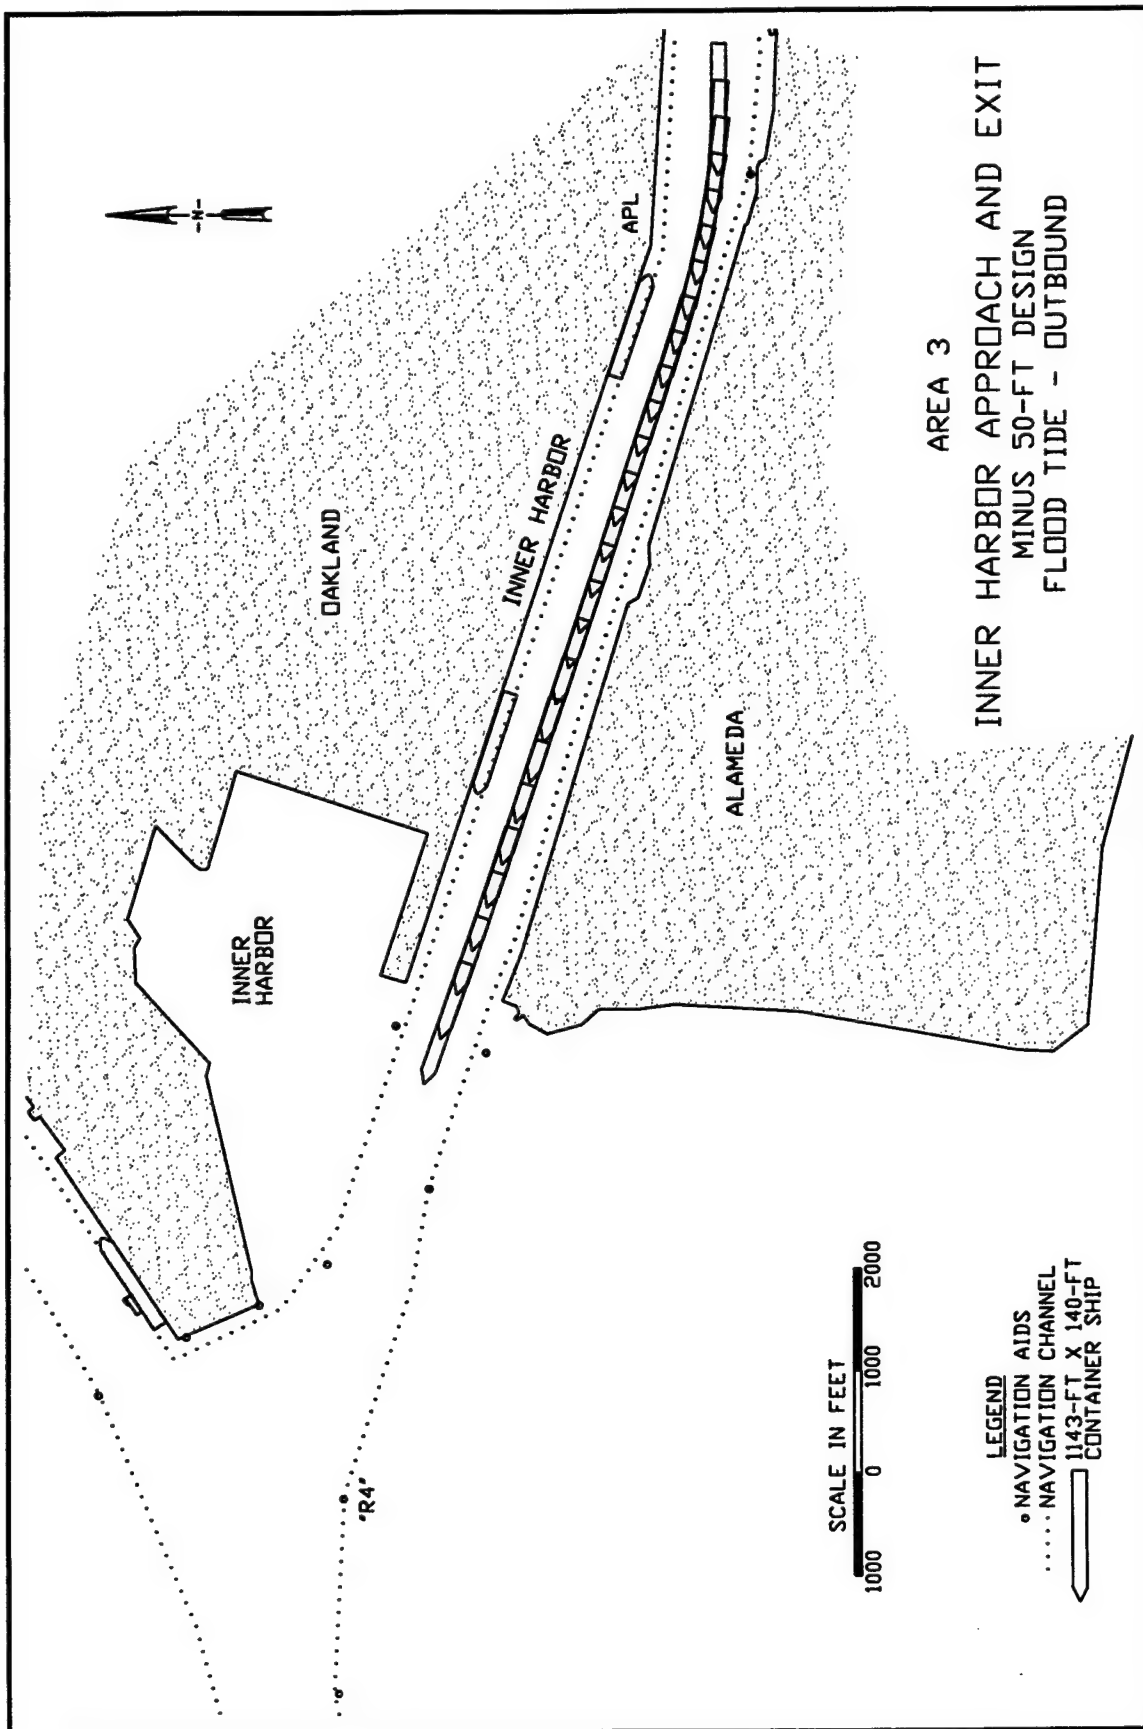 -N-
APL
OAKLAND
INNER HARBOR
INNER
HARBOR
ALAMEDA
"R4"
AREA 3
INNER HARBOR APPROACH AND EXIT
MINUS 50-FT DESIGN
FLOOD TIDE - OUTBOUND
SCALE IN FEET
1000 0 1000 2000
LEGEND
NAVIGATION AIDS
NAVIGATION CHANNEL
1143-FT X 140-FT
CONTAINER SHIP